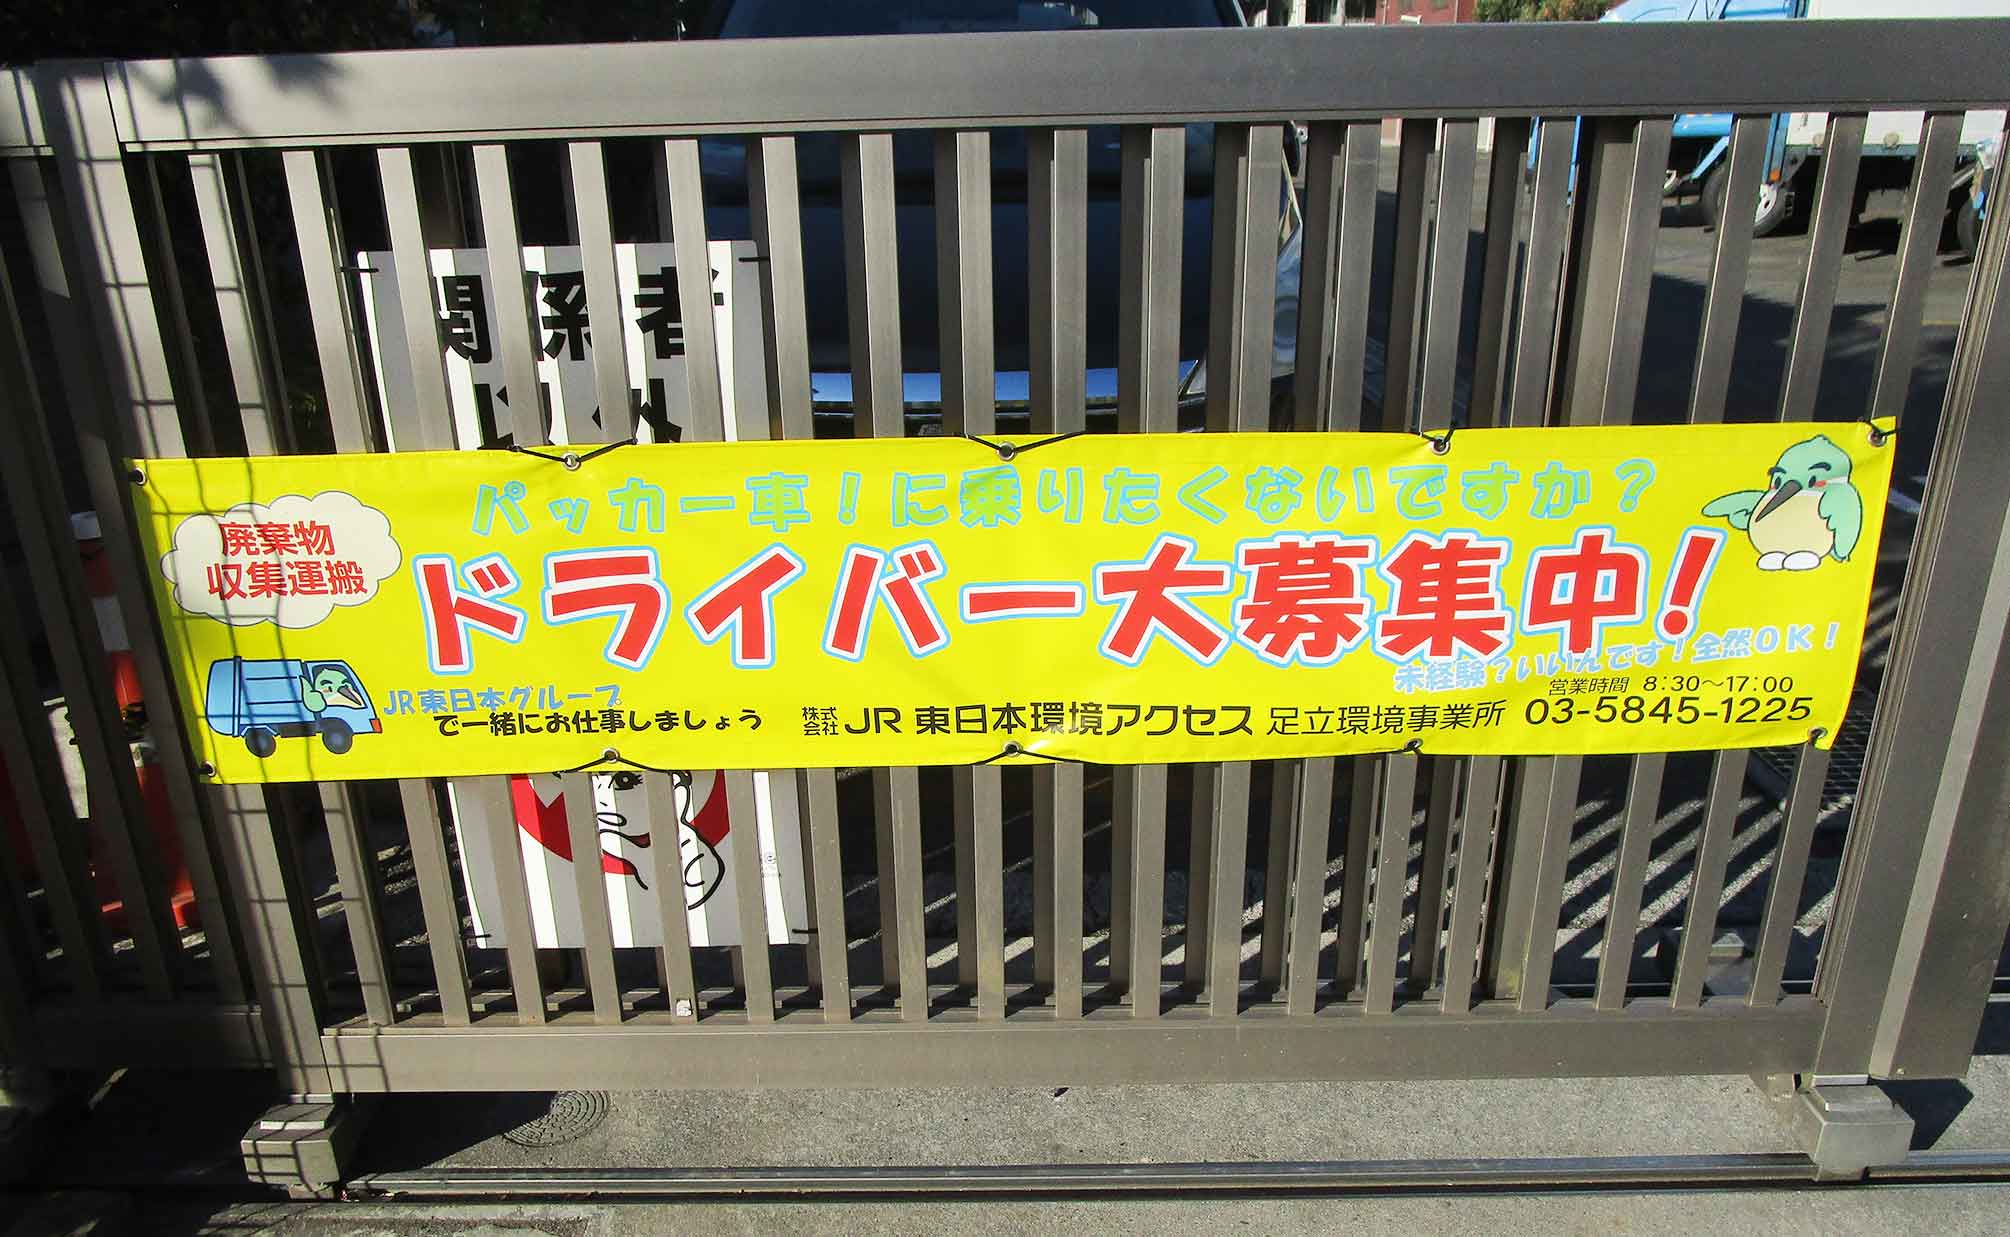 関係者
以外
パッカー車！に乗りたくないですか？
廃棄物
収集運搬
ドライバー大募集中！
未経験？いいんです！全然OK！
JR東日本グループ
で一緒にお仕事しましょう
株式会社JR東日本環境アクセス 足立環境事業所
営業時間 8:30～17:00
03-5845-1225